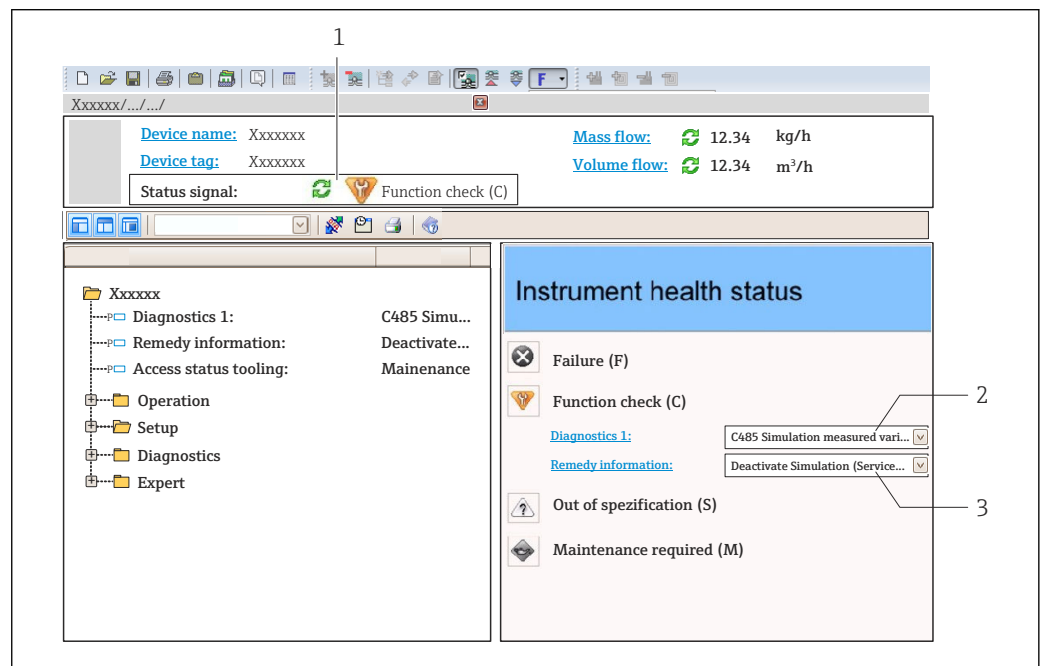 1
F
Xxxxxx/.../.../
Device name: Xxxxxxx
Mass flow: 12.34 kg/h
Device tag: Xxxxxxx
Volume flow: 12.34 m³/h
Status signal: Function check (C)
Instrument health status
Xxxxxx
Diagnostics 1: C485 Simu...
Remedy information: Deactivate...
Access status tooling: Mainenance
Operation
Setup
Diagnostics
Expert
Failure (F)
Function check (C)
2
Diagnostics 1: C485 Simulation measured vari...
Remedy information: Deactivate Simulation (Service...
Out of spezification (S)
3
Maintenance required (M)